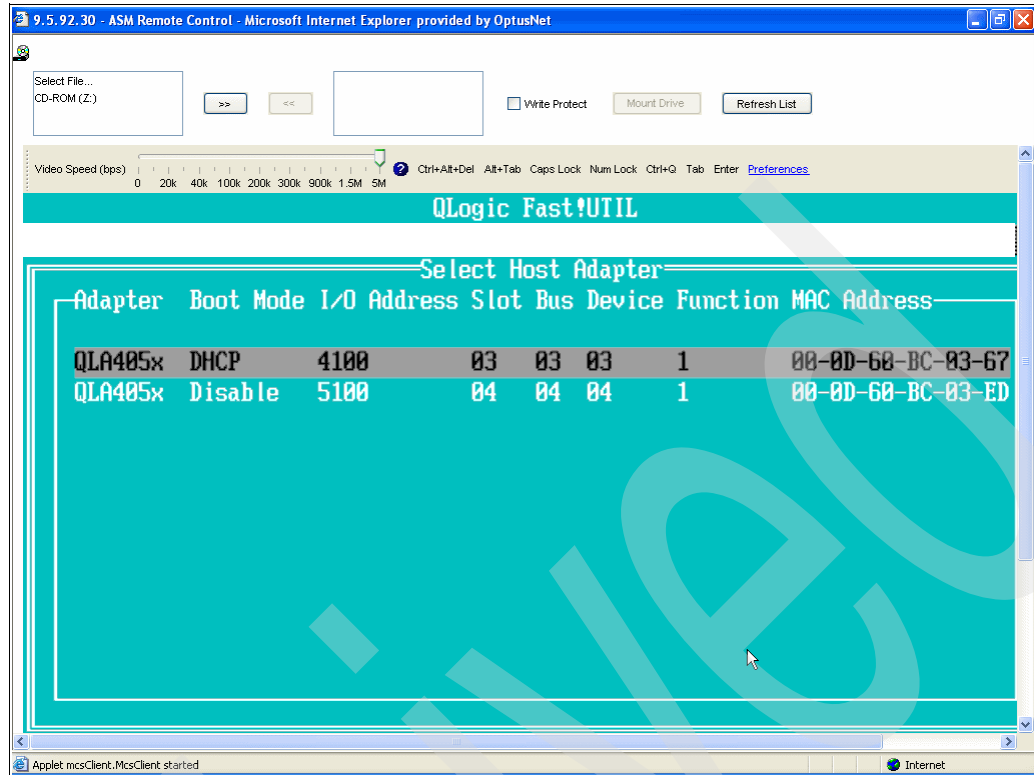 9.5.92.30 - ASM Remote Control - Microsoft Internet Explorer provided by OptusNet
Select File...
CD-ROM (Z:)
>>
<<
Write Protect
Mount Drive
Refresh List
Video Speed (bps)
0 20k 40k 100k 200k 300k 900k 1.5M 5M
? Ctrl+Alt+Del Alt+Tab Caps Lock Num Lock Ctrl+Q Tab Enter Preferences
QLogic Fast!UTIL
Select Host Adapter
Adapter Boot Mode I/O Address Slot Bus Device Function MAC Address
QLA405x DHCP 4100 03 03 03 1 00-0D-60-BC-03-67
QLA405x Disable 5100 04 04 04 1 00-0D-60-BC-03-ED
Applet mcsClient.McsClient started
Internet